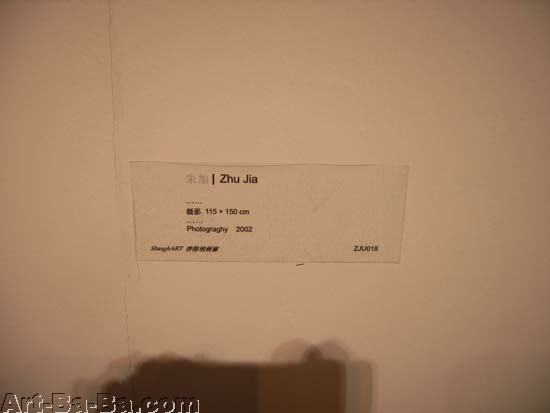 朱加 | Zhu Jia
......
摄影 115 × 150 cm
......
Photograghy 2002
ShanghART 香格纳画廊 ZJU018
Art-Ba-Ba.com